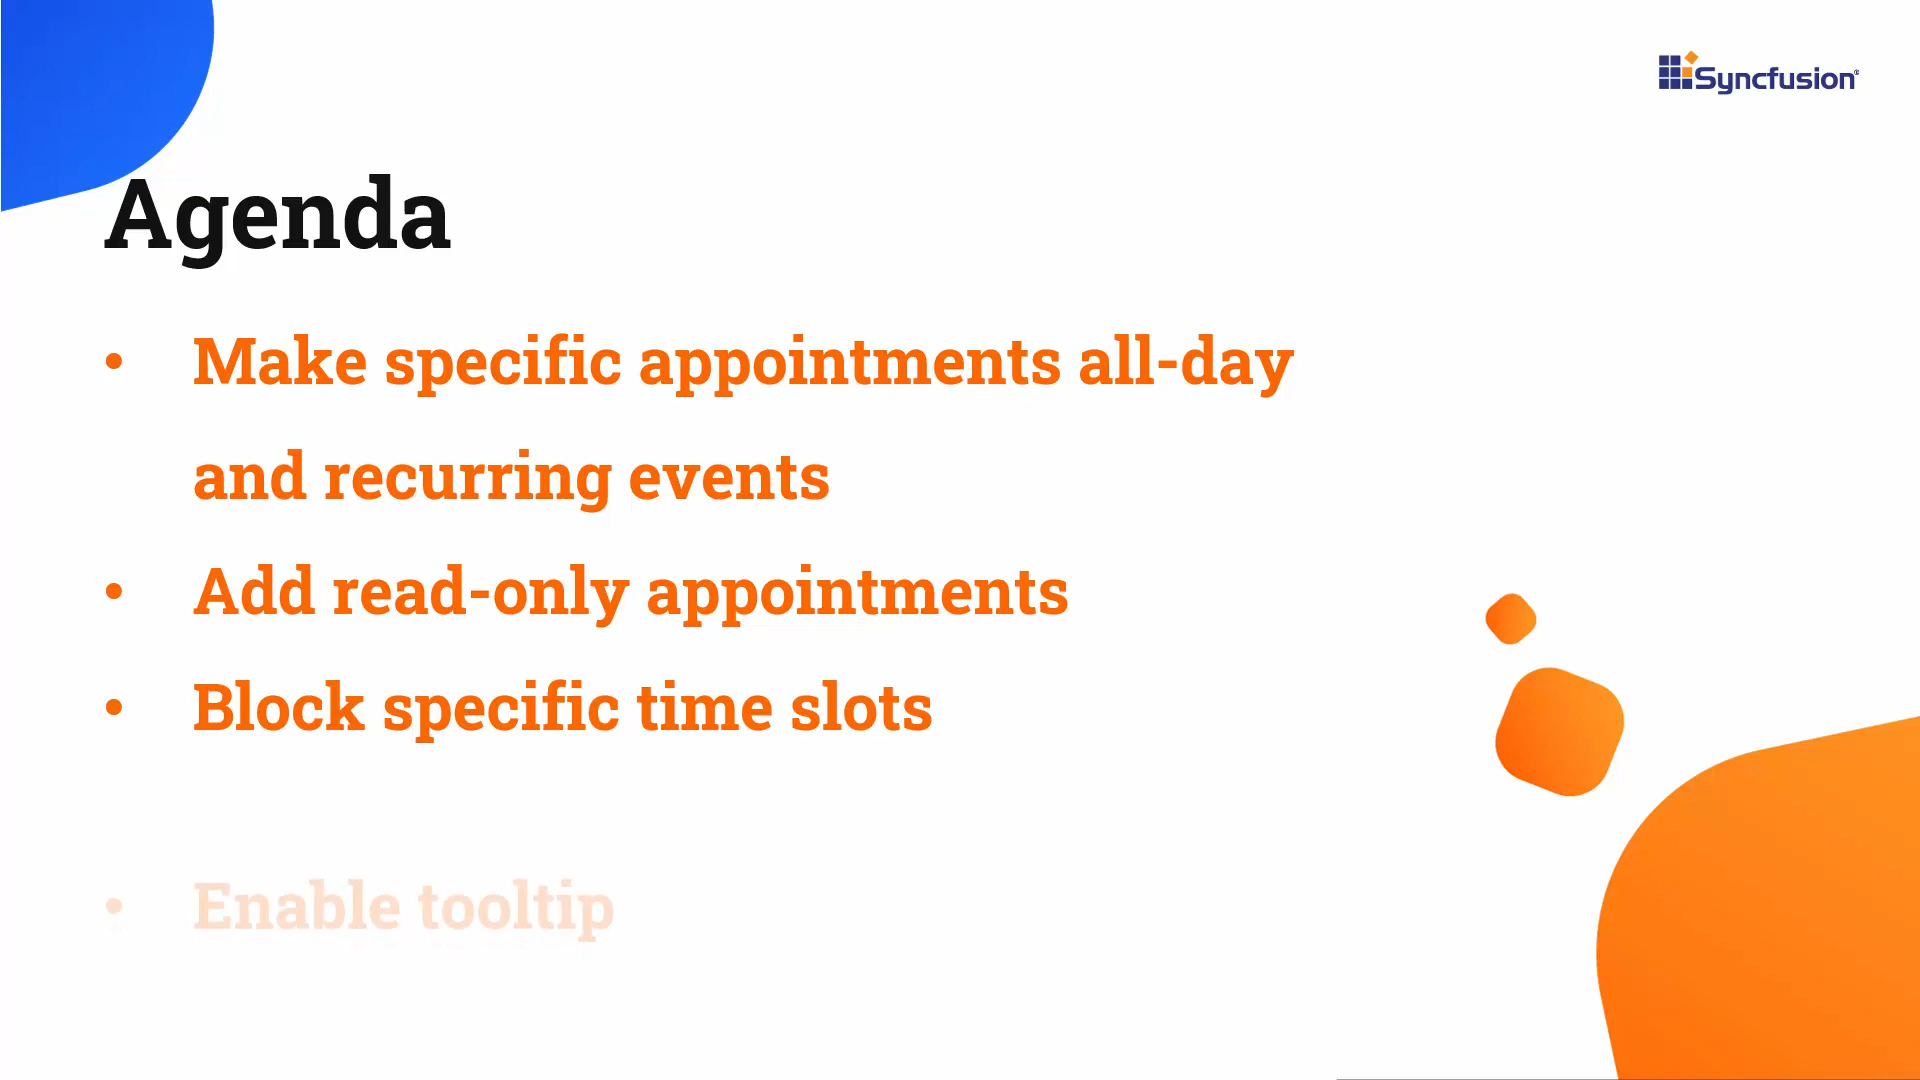 Syncfusion
Agenda
• Make specific appointments all-day
and recurring events
• Add read-only appointments
• Block specific time slots
• Enable tooltip